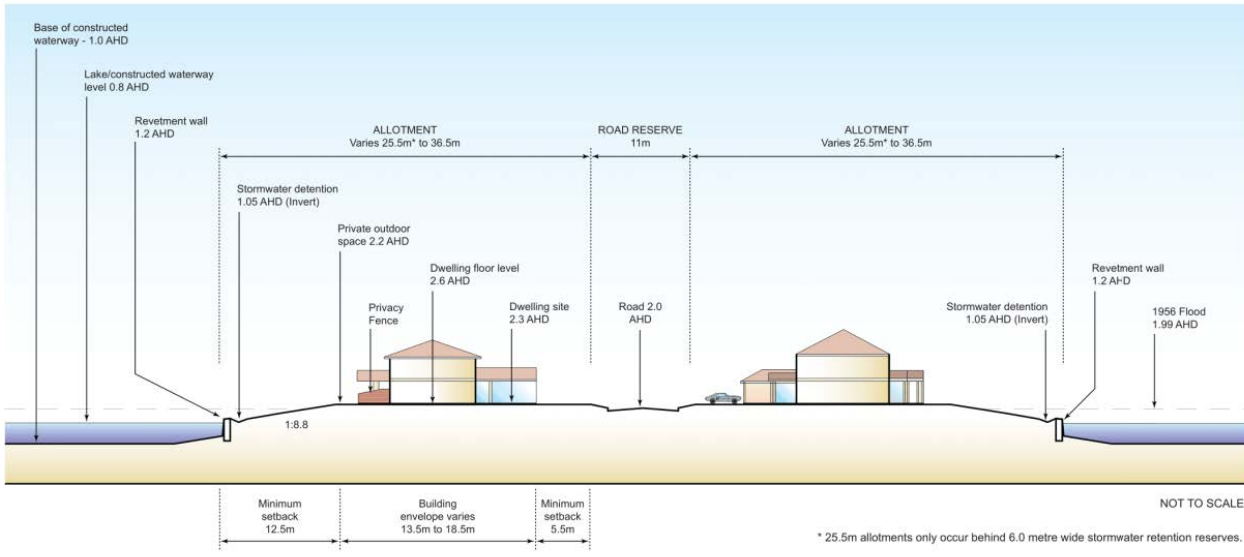 Base of constructed
waterway - 1.0 AHD
Lake/constructed waterway
level 0.8 AHD
Revetment wall
1.2 AHD
ALLOTMENT
Varies 25.5m* to 36.5m
ROAD RESERVE
11m
ALLOTMENT
Varies 25.5m* to 36.5m
Stormwater detention
1.05 AHD (Invert)
Private outdoor
space 2.2 AHD
Dwelling floor level
2.6 AHD
Privacy
Fence
Dwelling site
2.3 AHD
Road 2.0
AHD
Stormwater detention
1.05 AHD (Invert)
Revetment wall
1.2 AHD
1956 Flood
1.99 AHD
1:8.8
Minimum
setback
12.5m
Building
envelope varies
13.5m to 18.5m
Minimum
setback
5.5m
NOT TO SCALE
* 25.5m allotments only occur behind 6.0 metre wide stormwater retention reserves.